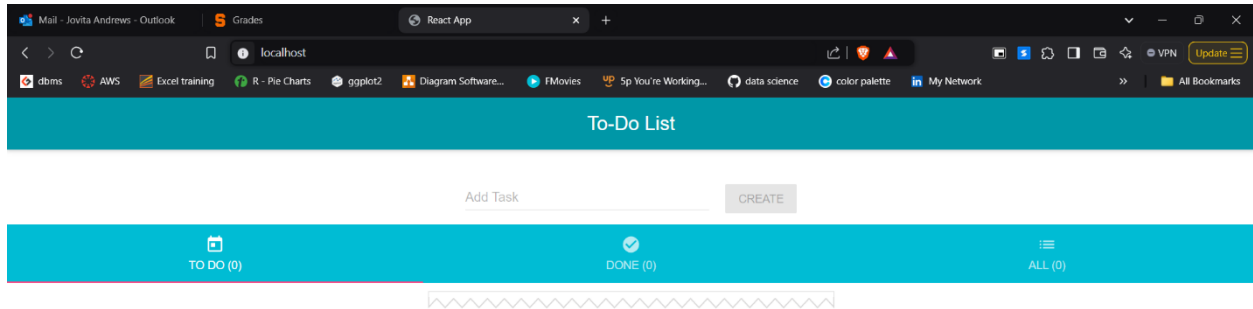 Mail - Jovita Andrews - Outlook Grades React App
localhost VPN Update
dbms AWS Excel training R - Pie Charts ggplot2 Diagram Software... FMovies up 5p You're Working... data science color palette in My Network » All Bookmarks
To-Do List
Add Task CREATE
TO DO (0) DONE (0) ALL (0)